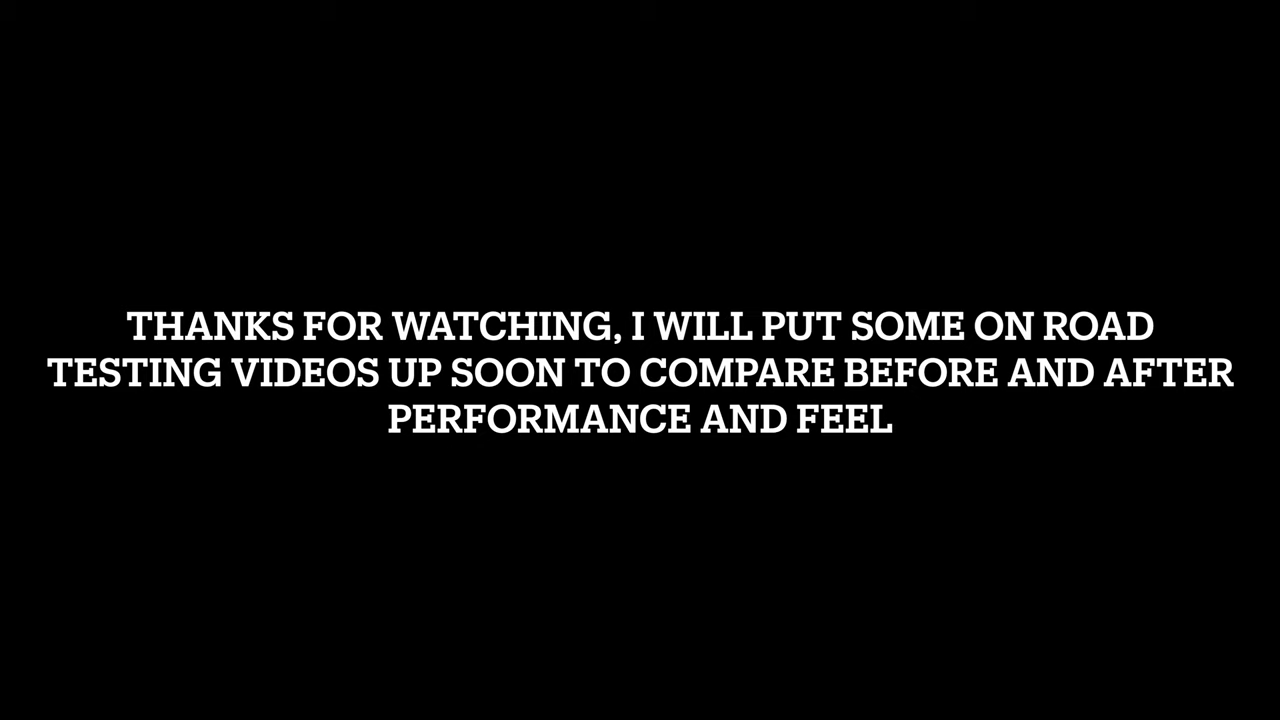 THANKS FOR WATCHING, I WILL PUT SOME ON ROAD
TESTING VIDEOS UP SOON TO COMPARE BEFORE AND AFTER
PERFORMANCE AND FEEL